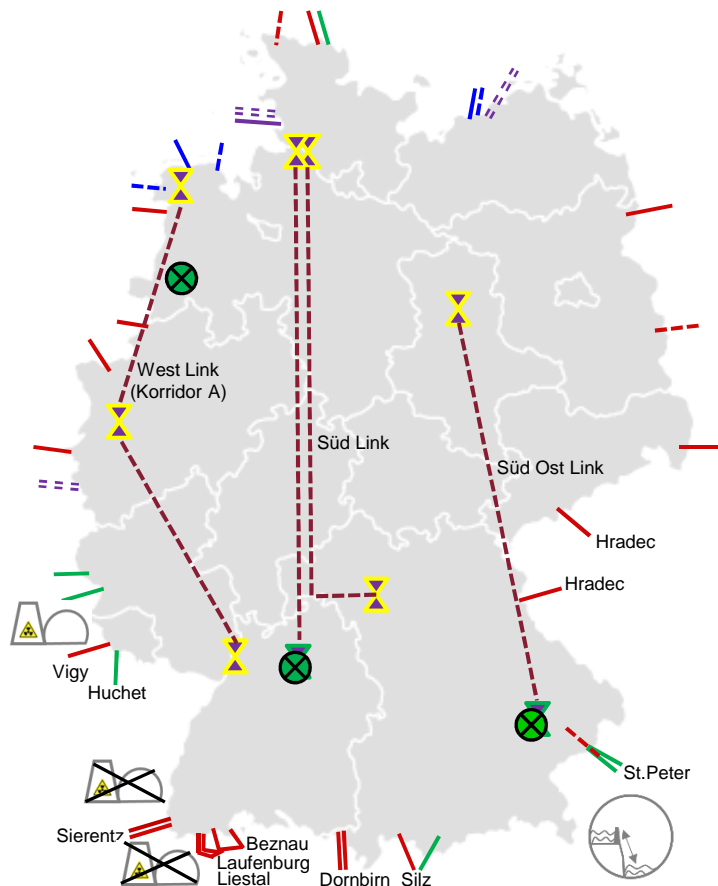 West Link
(Korridor A)
Süd Link
Süd Ost Link
Hradec
Hradec
Vigy
Huchet
St.Peter
Sierentz
Beznau
Laufenburg
Liestal
Dornbirn
Silz